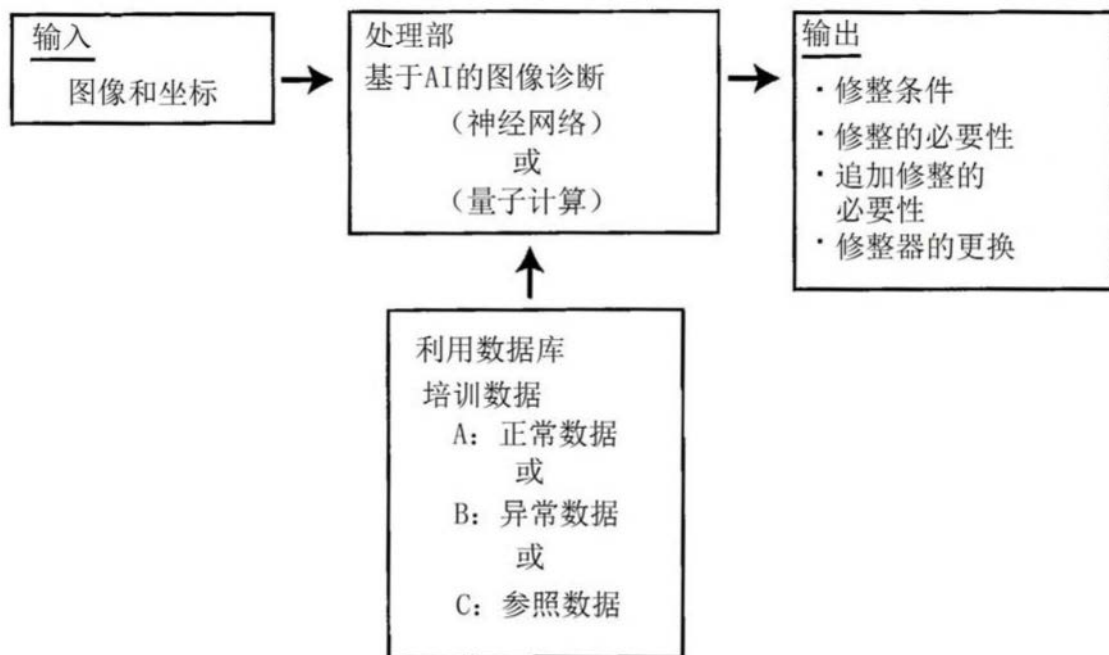 输入
图像和坐标
处理部
基于AI的图像诊断
（神经网络）
或
（量子计算）
输出
·修整条件
·修整的必要性
·追加修整的
必要性
·修整器的更换
利用数据库
培训数据
A：正常数据
或
B：异常数据
或
C：参照数据